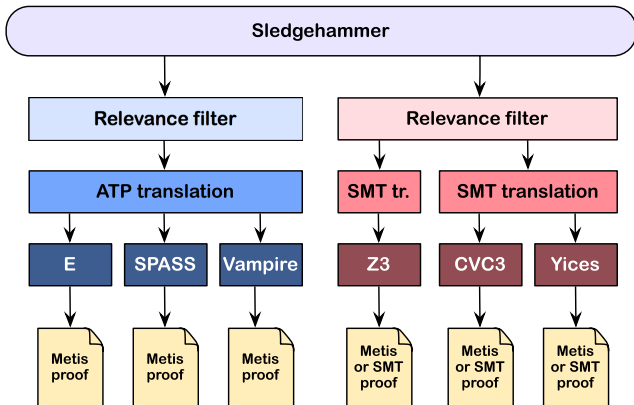 Sledgehammer
Relevance filter
Relevance filter
ATP translation
SMT tr.
SMT translation
E
SPASS
Vampire
Z3
CVC3
Yices
Metis
proof
Metis
proof
Metis
proof
Metis
or SMT
proof
Metis
or SMT
proof
Metis
or SMT
proof